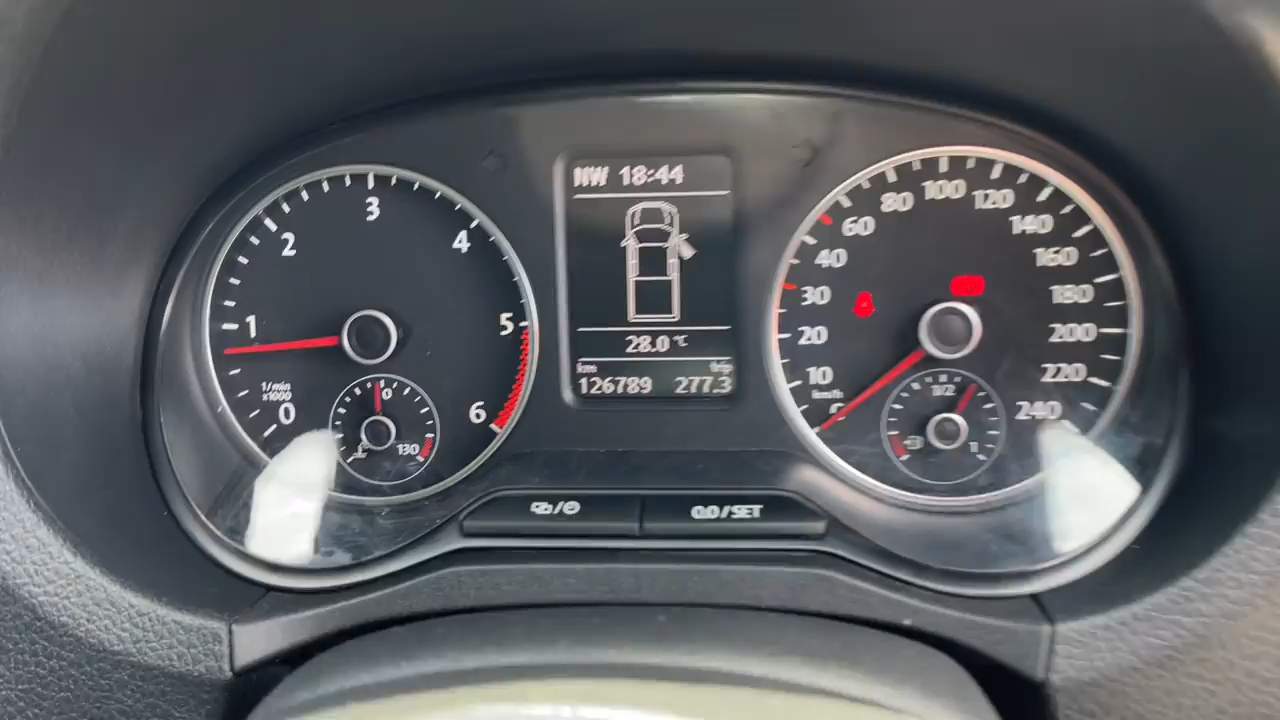 NW 18:44
28.0 °C
km trip
126789 277.3
0 1 2 3 4 5 6
1/min
x1000
0 130
0 10 20 30 40 60 80 100 120 140 160 180 200 220 240
km/h
1/2
1
0.0/SET